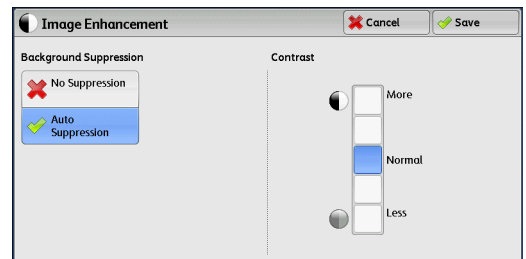 Image Enhancement
Cancel
Save
Background Suppression
Contrast
No Suppression
Auto
Suppression
More
Normal
Less